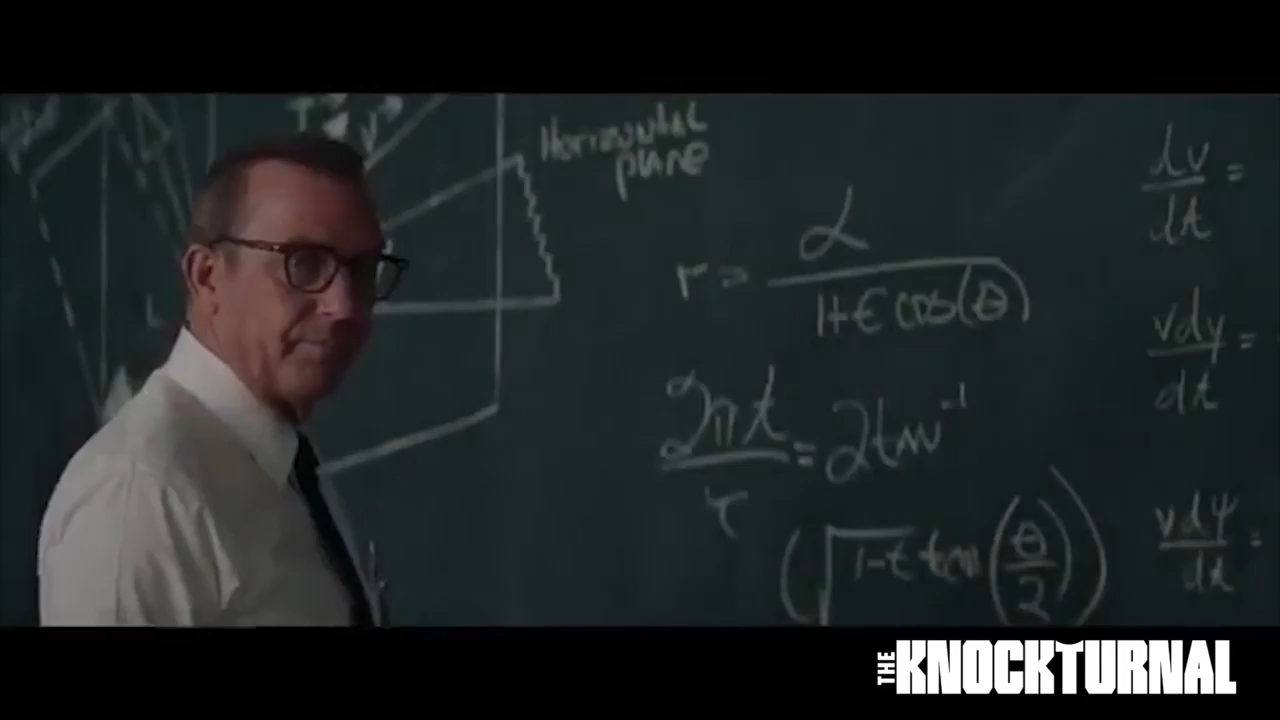 Horizontal
plane
r = α / 1+ε cos(θ)
2πt / τ = 2tan⁻¹
(√1-ε tan(θ/2))
dv/dt =
vdγ/dt =
vdψ/dt =
THE KNOCKTURNAL